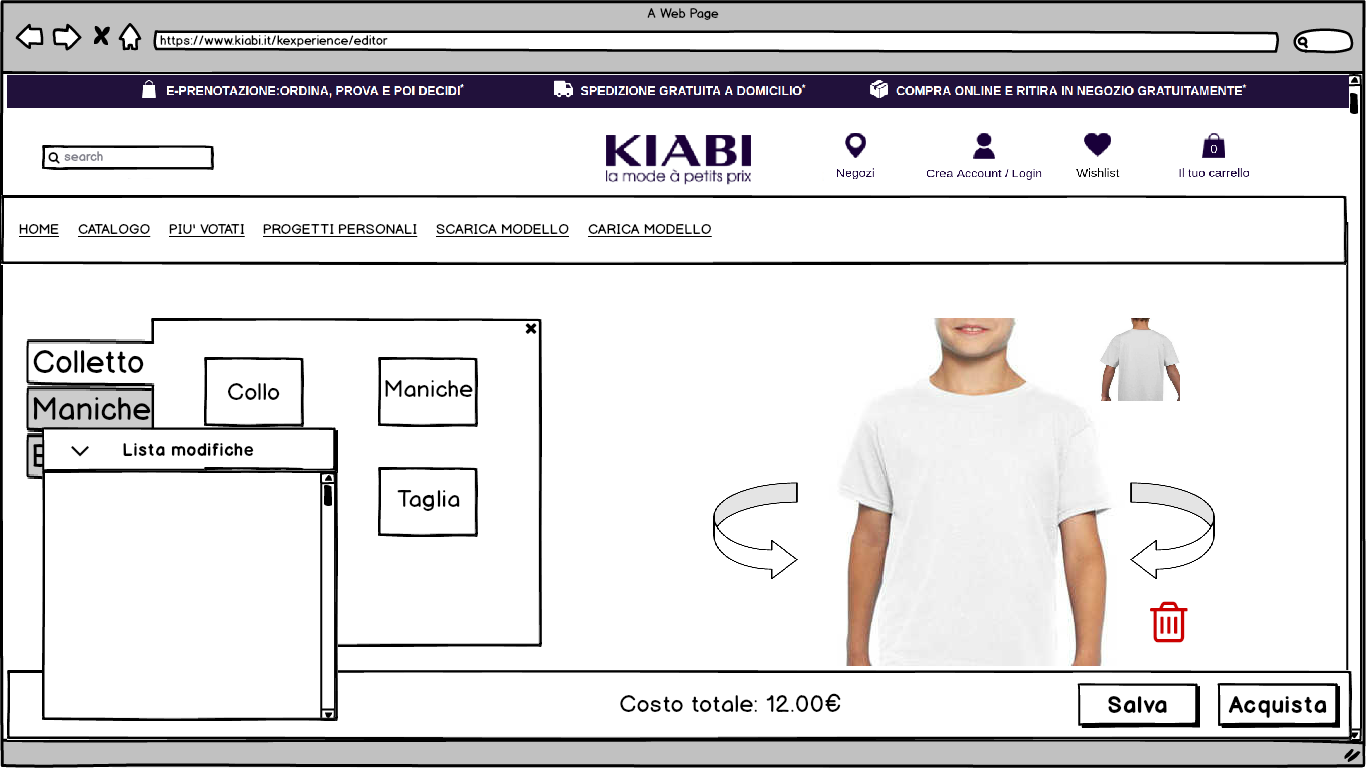 A Web Page
https://www.kiabi.it/kexperience/editor
E-PRENOTAZIONE:ORDINA, PROVA E POI DECIDI*
SPEDIZIONE GRATUITA A DOMICILIO*
COMPRA ONLINE E RITIRA IN NEGOZIO GRATUITAMENTE*
search
KIABI
la mode à petits prix
Negozi
Crea Account / Login
Wishlist
0
Il tuo carrello
HOME
CATALOGO
PIU' VOTATI
PROGETTI PERSONALI
SCARICA MODELLO
CARICA MODELLO
Colletto
Maniche
Collo
Maniche
Lista modifiche
Taglia
Costo totale: 12.00€
Salva
Acquista